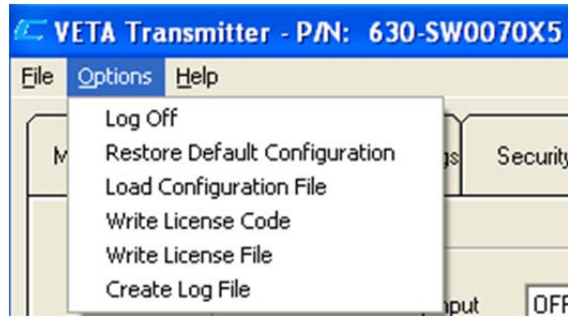 VETA Transmitter - P/N: 630-SW0070X5
File Options Help
Log Off
Restore Default Configuration
Security
Load Configuration File
Write License Code
Write License File
Create Log File
OFF